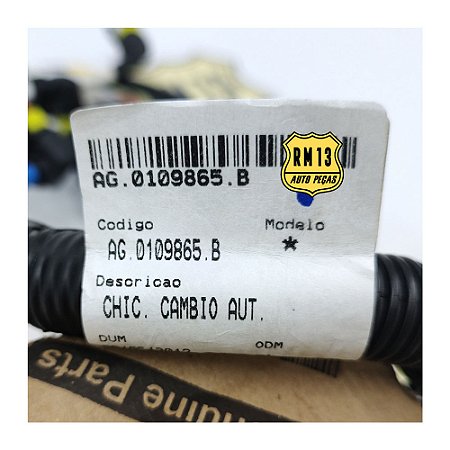 RM13
AUTO PEÇAS
AG.0109865.B
Codigo
Modelo
AG.0109865.B
*
Descricao
CHIC. CAMBIO AUT.
DUM
ODM
nuine Parts